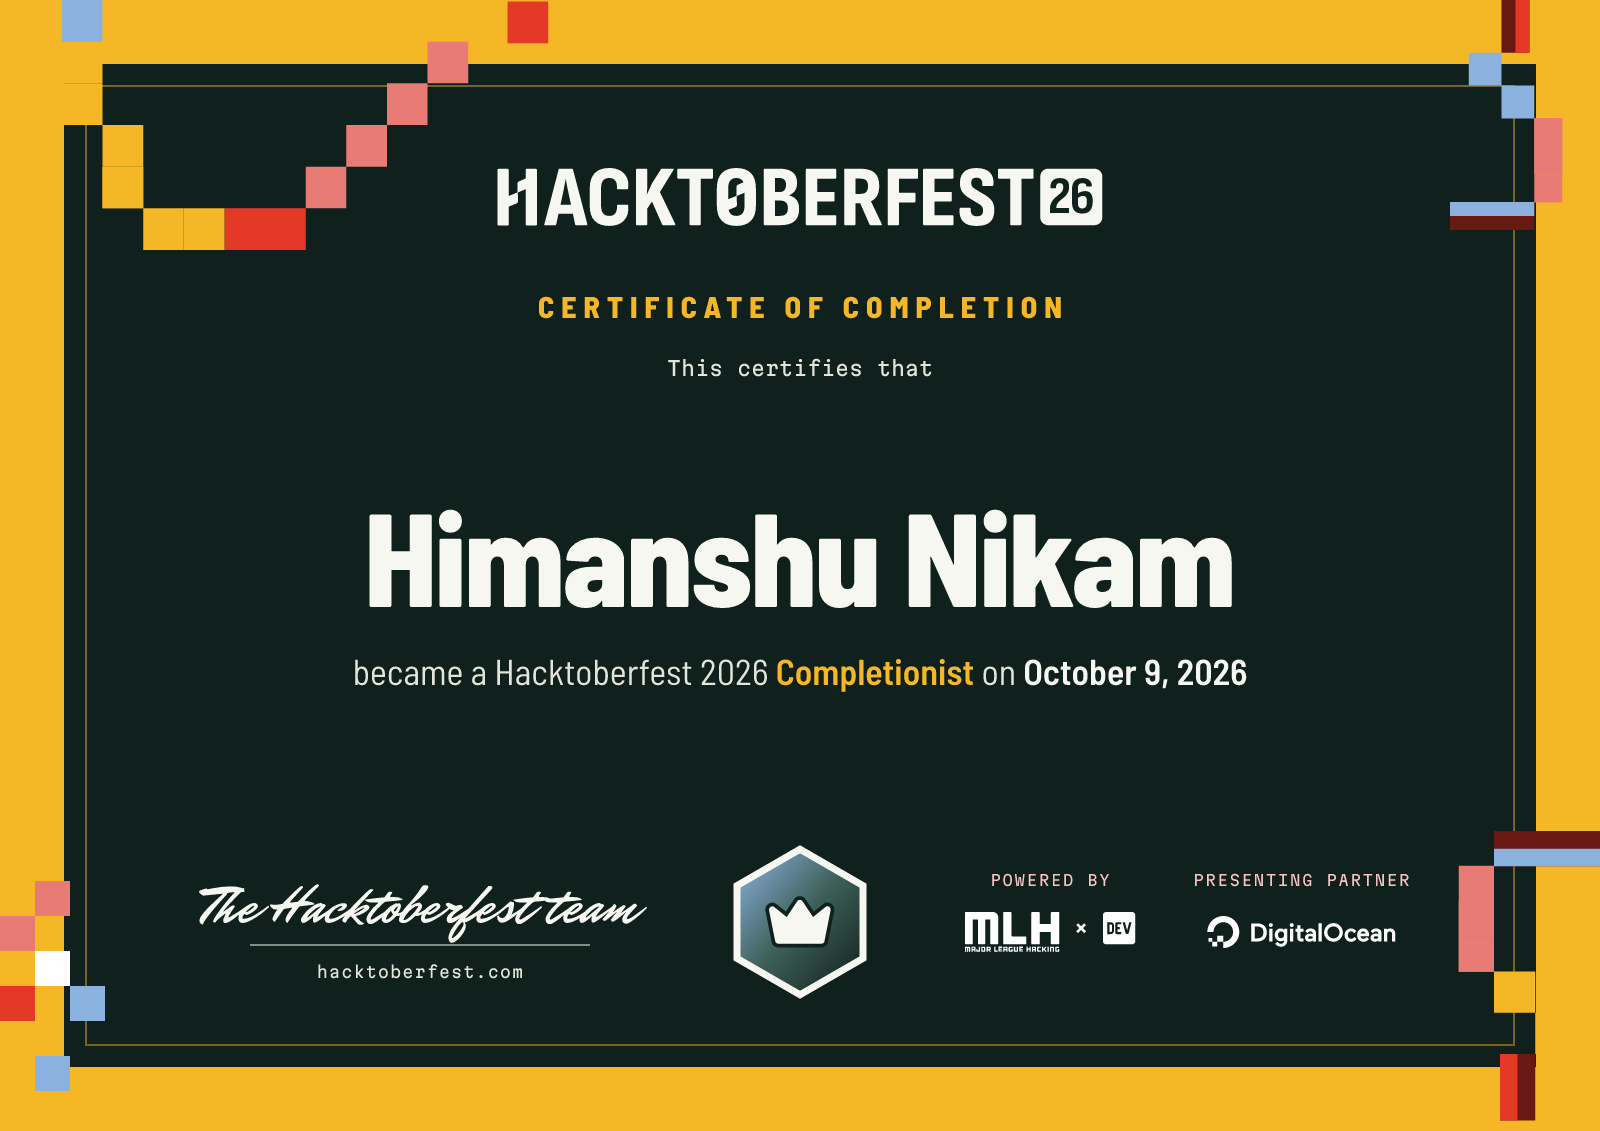 HACKTOBERFEST 26
CERTIFICATE OF COMPLETION
This certifies that
Himanshu Nikam
became a Hacktoberfest 2026 Completionist on October 9, 2026
The Hacktoberfest team
hacktoberfest.com
POWERED BY
MLH × DEV
MAJOR LEAGUE HACKING
PRESENTING PARTNER
DigitalOcean